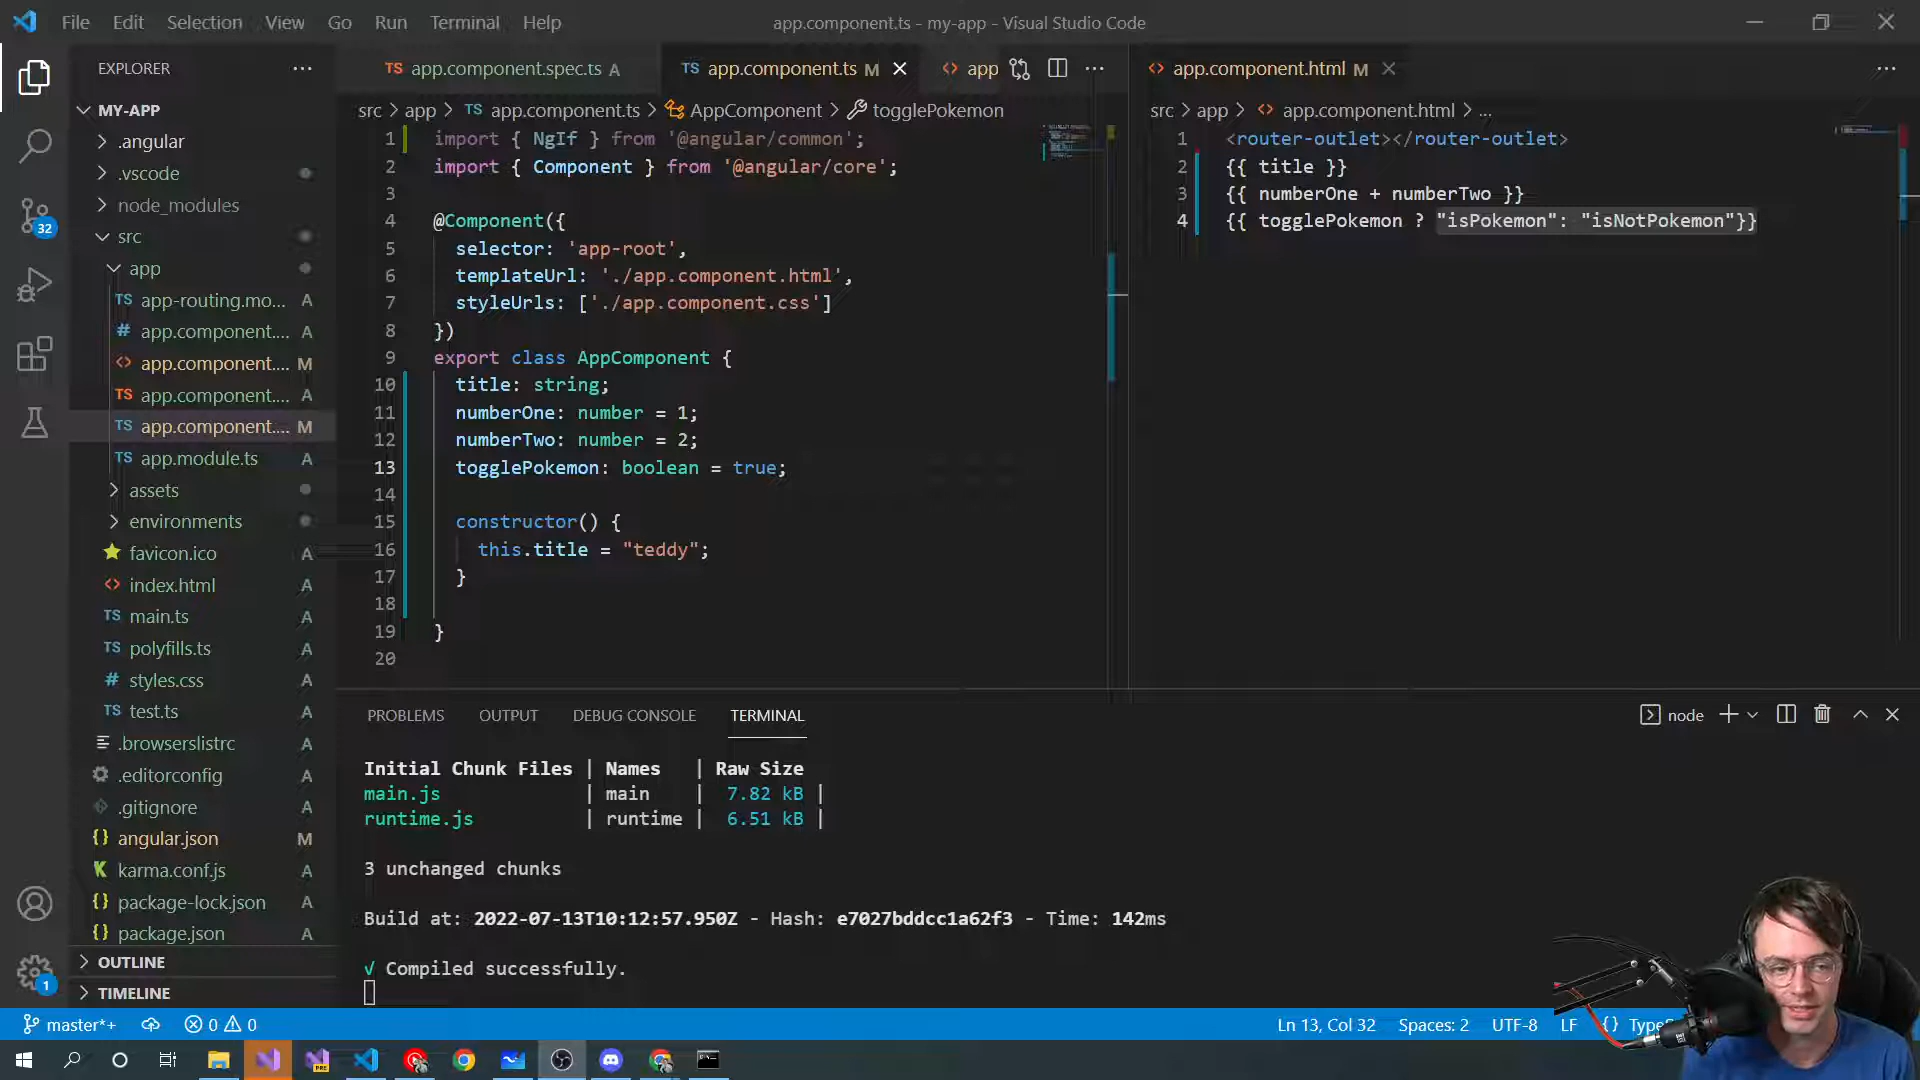 File Edit Selection View Go Run Terminal Help
app.component.ts - my-app - Visual Studio Code
EXPLORER
MY-APP
.angular
.vscode
node_modules
src
app
TS app-routing.mo... A
# app.component.... A
<> app.component.... M
TS app.component.... A
TS app.component.... M
TS app.module.ts A
assets
environments
favicon.ico A
<> index.html A
TS main.ts A
TS polyfills.ts A
# styles.css A
TS test.ts A
.browserslistrc A
.editorconfig A
.gitignore A
{} angular.json M
K karma.conf.js A
{} package-lock.json A
{} package.json A
OUTLINE
TIMELINE
32
1
TS app.component.spec.ts A
TS app.component.ts M
<> app
src > app > TS app.component.ts > AppComponent > togglePokemon
1 import { NgIf } from '@angular/common';
2 import { Component } from '@angular/core';
3
4 @Component({
5 selector: 'app-root',
6 templateUrl: './app.component.html',
7 styleUrls: ['./app.component.css']
8 })
9 export class AppComponent {
10 title: string;
11 numberOne: number = 1;
12 numberTwo: number = 2;
13 togglePokemon: boolean = true;
14
15 constructor() {
16 this.title = "teddy";
17 }
18
19 }
20
<> app.component.html M
src > app > <> app.component.html > ...
1 <router-outlet></router-outlet>
2 {{ title }}
3 {{ numberOne + numberTwo }}
4 {{ togglePokemon ? "isPokemon": "isNotPokemon"}}
PROBLEMS OUTPUT DEBUG CONSOLE TERMINAL
node
Initial Chunk Files | Names | Raw Size
main.js | main | 7.82 kB |
runtime.js | runtime | 6.51 kB |
3 unchanged chunks
Build at: 2022-07-13T10:12:57.950Z - Hash: e7027bddcc1a62f3 - Time: 142ms
√ Compiled successfully.
master*+ 0 0
Ln 13, Col 32 Spaces: 2 UTF-8 LF {}
PRE